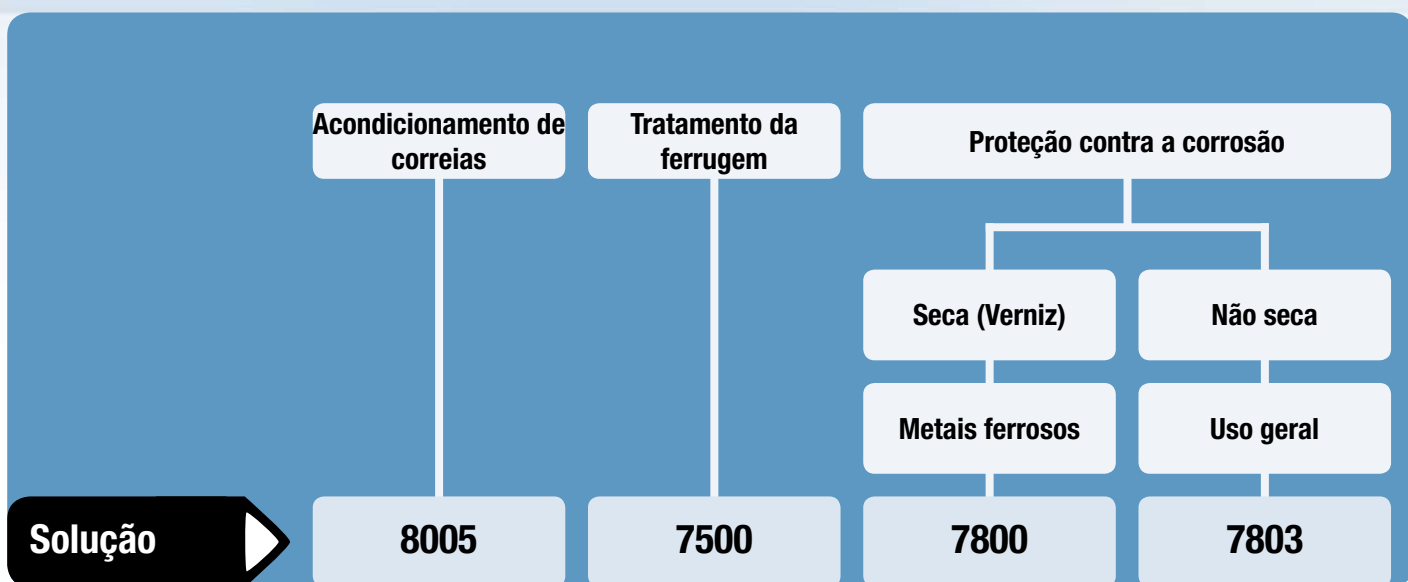 Acondicionamento de
correias
Tratamento da
ferrugem
Proteção contra a corrosão
Seca (Verniz)
Não seca
Metais ferrosos
Uso geral
Solução
8005
7500
7800
7803